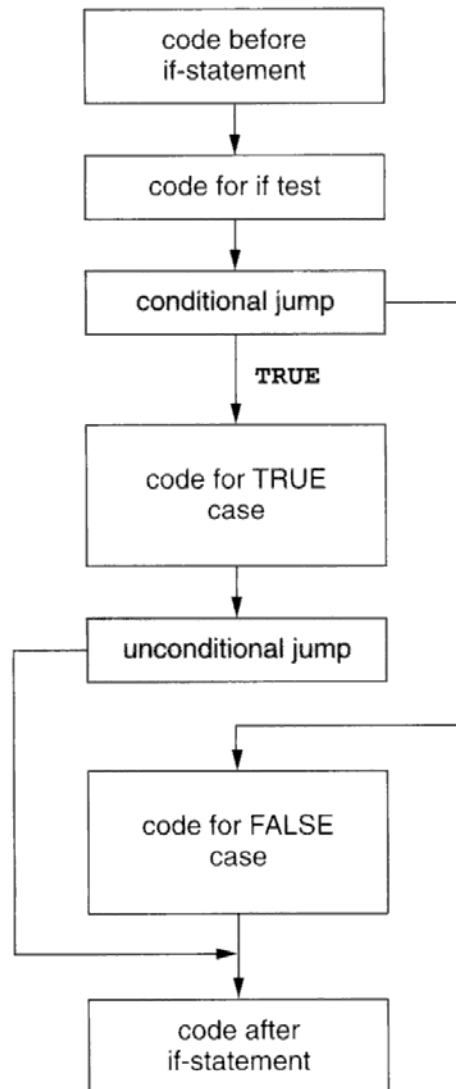 code before
if-statement
code for if test
conditional jump
TRUE
code for TRUE
case
unconditional jump
code for FALSE
case
code after
if-statement